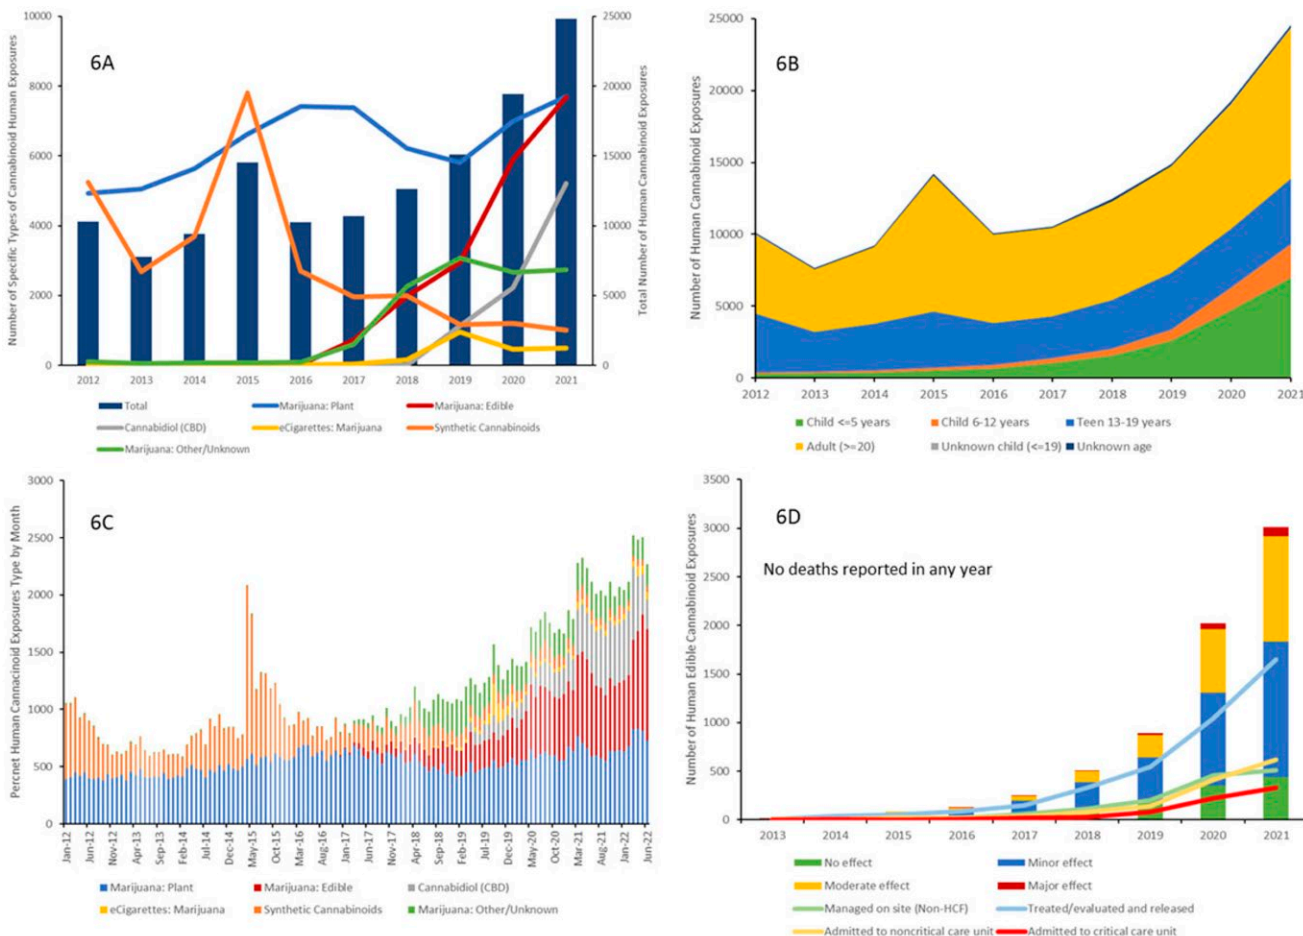 6A
Number of Specific Types of Cannabinoid Human Exposures
10000
8000
6000
4000
2000
0
25000
20000
15000
10000
5000
0
Total Number of Human Cannabinoid Exposures
2012 2013 2014 2015 2016 2017 2018 2019 2020 2021
Total Marijuana: Plant Marijuana: Edible
Cannabidiol (CBD) eCigarettes: Marijuana Synthetic Cannabinoids
Marijuana: Other/Unknown
6B
Number of Human Cannabinoid Exposures
25000
20000
15000
10000
5000
0
2012 2013 2014 2015 2016 2017 2018 2019 2020 2021
Child <=5 years Child 6-12 years Teen 13-19 years
Adult (>=20) Unknown child (<=19) Unknown age
6C
Percnet Human Cannacinoid Exposures Type by Month
3000
2500
2000
1500
1000
500
0
Jan-12 Jun-12 Nov-12 Apr-13 Sep-13 Feb-14 Jul-14 Dec-14 May-15 Oct-15 Mar-16 Aug-16 Jan-17 Jun-17 Nov-17 Apr-18 Sep-18 Feb-19 Jul-19 Dec-19 May-20 Oct-20 Mar-21 Aug-21 Jan-22 Jun-22
Marijuana: Plant Marijuana: Edible Cannabidiol (CBD)
eCigarettes: Marijuana Synthetic Cannabinoids Marijuana: Other/Unknown
6D
No deaths reported in any year
Number of Human Edible Cannabinoid Exposures
3500
3000
2500
2000
1500
1000
500
0
2013 2014 2015 2016 2017 2018 2019 2020 2021
No effect Minor effect
Moderate effect Major effect
Managed on site (Non-HCF) Treated/evaluated and released
Admitted to noncritical care unit Admitted to critical care unit